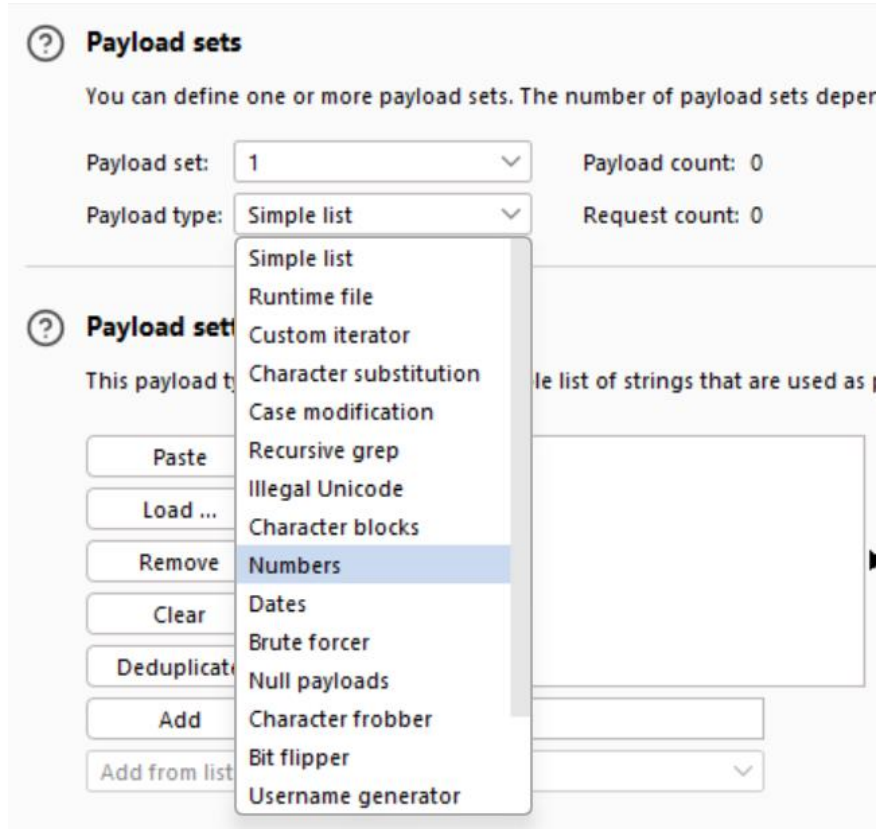 Payload sets
You can define one or more payload sets. The number of payload sets
Payload set: 1 Payload count: 0
Payload type: Simple list Request count: 0
Simple list
Runtime file
Custom iterator
Character substitution
Case modification
Recursive grep
Illegal Unicode
Character blocks
Numbers
Dates
Brute forcer
Null payloads
Character frobber
Bit flipper
Username generator
Payload
This payload list of strings that are used as
Paste
Load ...
Remove
Clear
Deduplicate
Add
Add from list